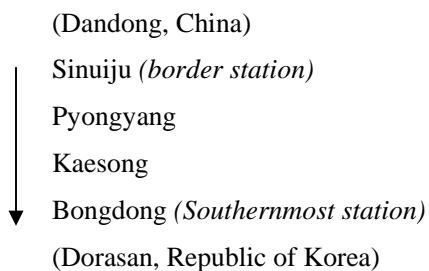 (Dandong, China)
Sinuiju (border station)
Pyongyang
Kaesong
Bongdong (Southernmost station)
(Dorasan, Republic of Korea)